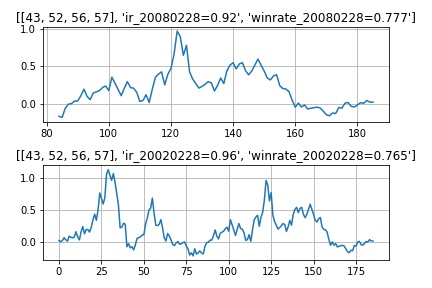 [[43, 52, 56, 57], 'ir_20080228=0.92', 'winrate_20080228=0.777']
1.0
0.5
0.0
80 100 120 140 160 180
[[43, 52, 56, 57], 'ir_20020228=0.96', 'winrate_20020228=0.765']
1.0
0.5
0.0
0 25 50 75 100 125 150 175